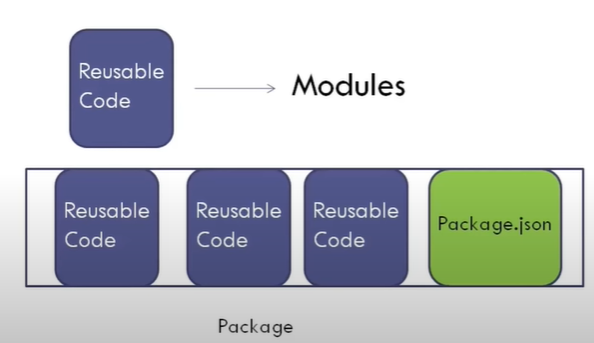 Reusable
Code
Modules
Reusable
Code
Reusable
Code
Reusable
Code
Package.json
Package